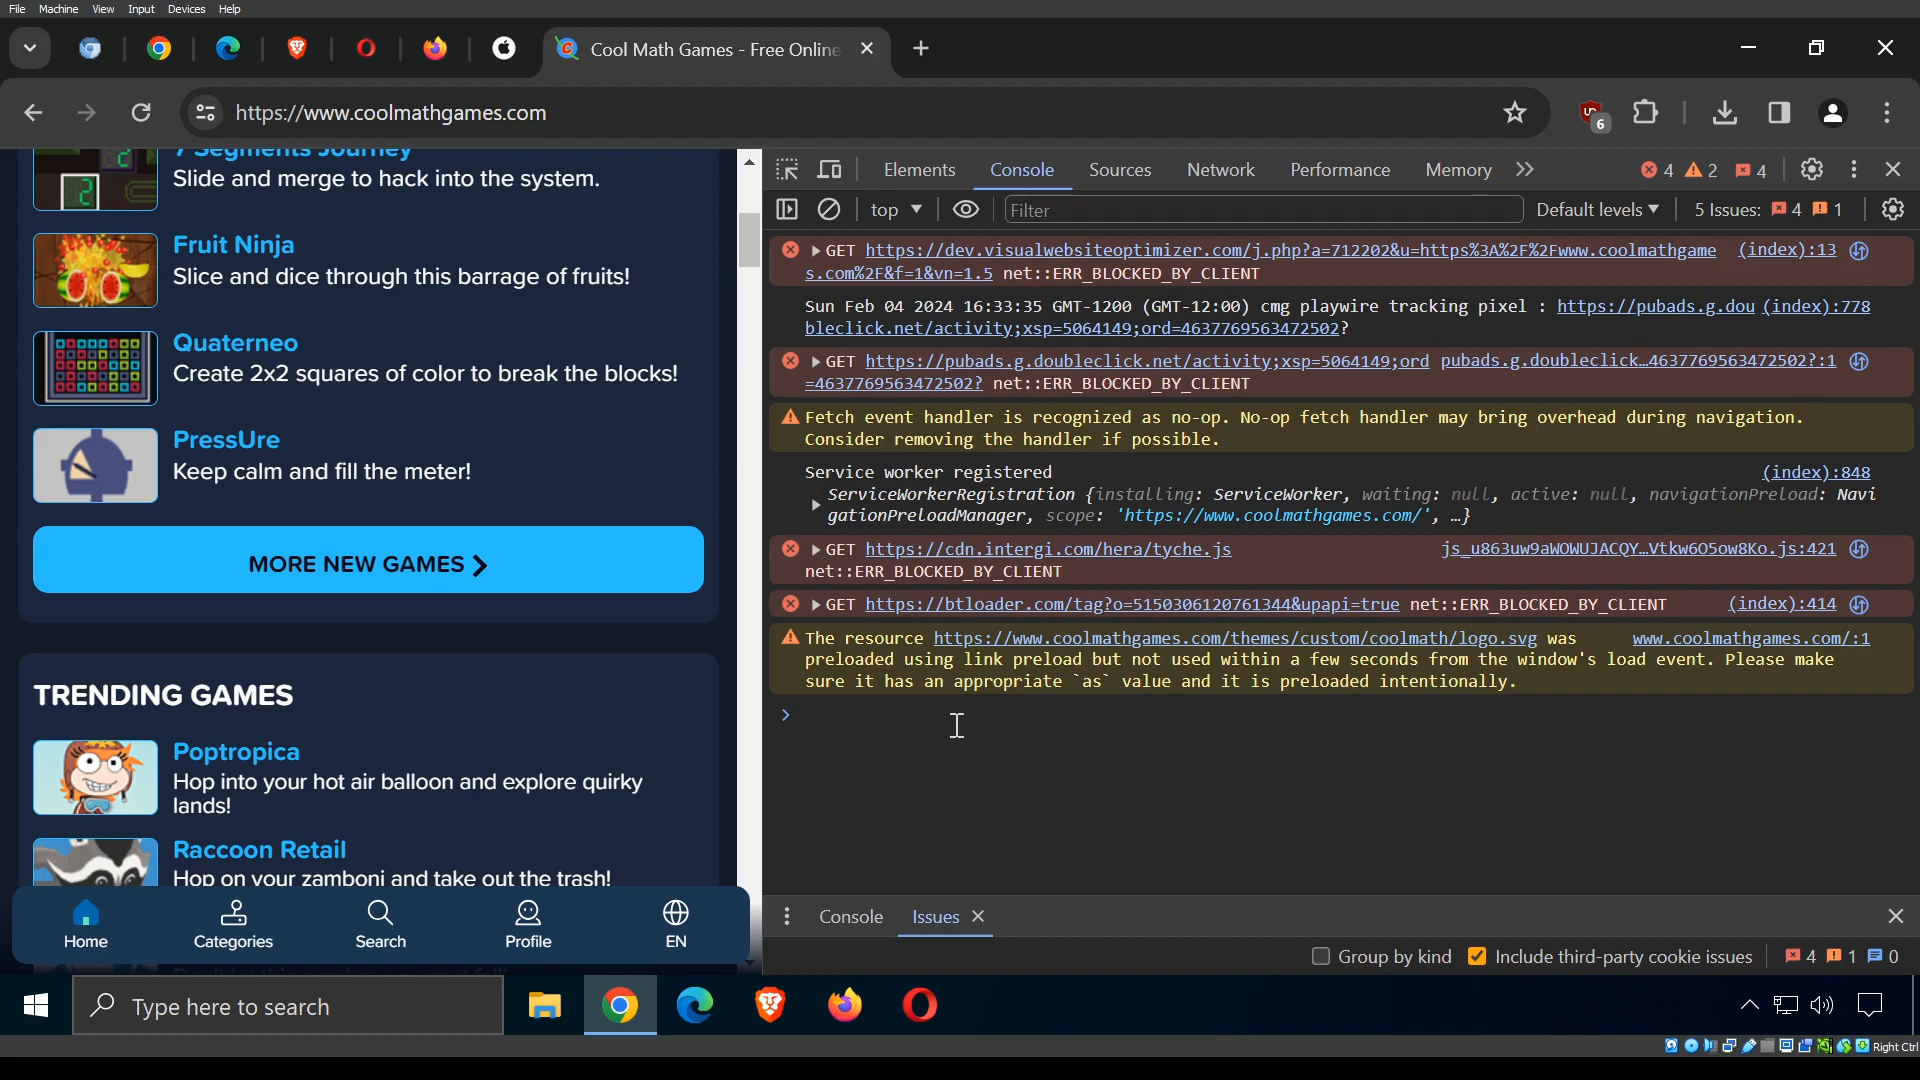 File Machine View Input Devices Help
Cool Math Games - Free Online
https://www.coolmathgames.com
6
7 Segments Journey
Slide and merge to hack into the system.
Fruit Ninja
Slice and dice through this barrage of fruits!
Quaterneo
Create 2x2 squares of color to break the blocks!
PressUre
Keep calm and fill the meter!
MORE NEW GAMES
TRENDING GAMES
Poptropica
Hop into your hot air balloon and explore quirky
lands!
Raccoon Retail
Hop on your zamboni and take out the trash!
Home Categories Search Profile EN
Elements Console Sources Network Performance Memory 4 2 4
top Filter Default levels 5 Issues: 4 1
GET https://dev.visualwebsiteoptimizer.com/j.php?a=712202&u=https%3A%2F%2Fwww.coolmathgame (index):13
s.com%2F&f=1&vn=1.5 net::ERR_BLOCKED_BY_CLIENT
Sun Feb 04 2024 16:33:35 GMT-1200 (GMT-12:00) cmg playwire tracking pixel : https://pubads.g.dou (index):778
bleclick.net/activity;xsp=5064149;ord=4637769563472502?
GET https://pubads.g.doubleclick.net/activity;xsp=5064149;ord pubads.g.doubleclick…4637769563472502?:1
=4637769563472502? net::ERR_BLOCKED_BY_CLIENT
Fetch event handler is recognized as no-op. No-op fetch handler may bring overhead during navigation.
Consider removing the handler if possible.
Service worker registered (index):848
ServiceWorkerRegistration {installing: ServiceWorker, waiting: null, active: null, navigationPreload: Navi
gationPreloadManager, scope: 'https://www.coolmathgames.com/', …}
GET https://cdn.intergi.com/hera/tyche.js js_u863uw9aWOWUJACQY…Vtkw6O5ow8Ko.js:421
net::ERR_BLOCKED_BY_CLIENT
GET https://btloader.com/tag?o=5150306120761344&upapi=true net::ERR_BLOCKED_BY_CLIENT (index):414
The resource https://www.coolmathgames.com/themes/custom/coolmath/logo.svg was www.coolmathgames.com/:1
preloaded using link preload but not used within a few seconds from the window's load event. Please make
sure it has an appropriate `as` value and it is preloaded intentionally.
Console Issues
Group by kind Include third-party cookie issues 4 1 0
Type here to search
Right Ctrl